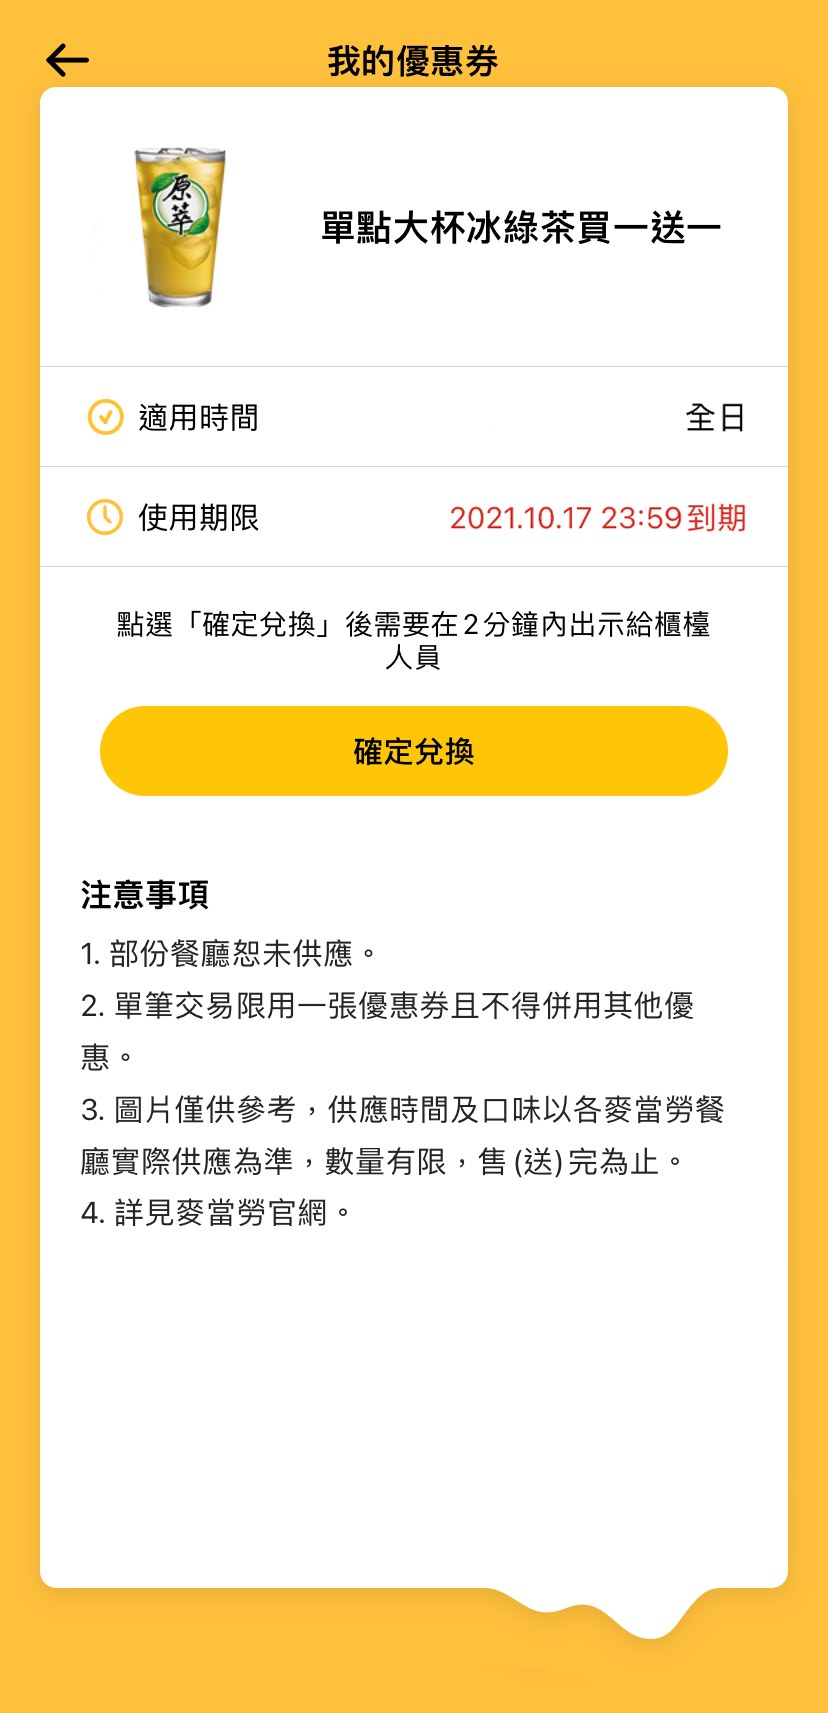 我的優惠券
原萃
單點大杯冰綠茶買一送一
適用時間 全日
使用期限 2021.10.17 23:59到期
點選「確定兌換」後需要在2分鐘內出示給櫃檯
人員
確定兌換
注意事項
1. 部份餐廳恕未供應。
2. 單筆交易限用一張優惠券且不得併用其他優
惠。
3. 圖片僅供參考，供應時間及口味以各麥當勞餐
廳實際供應為準，數量有限，售(送)完為止。
4. 詳見麥當勞官網。